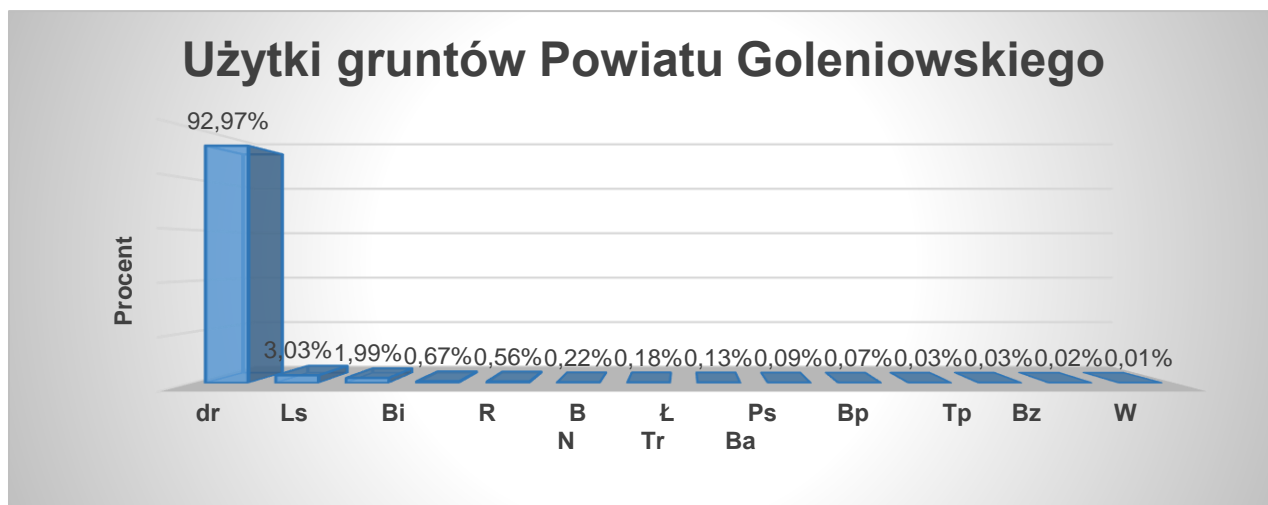 Użytki gruntów Powiatu Goleniowskiego
92,97%
Procent
3,03% 1,99% 0,67% 0,56% 0,22% 0,18% 0,13% 0,09% 0,07% 0,03% 0,03% 0,02% 0,01%
dr Ls Bi R B Ł Ps Bp Tp Bz W
N Tr Ba